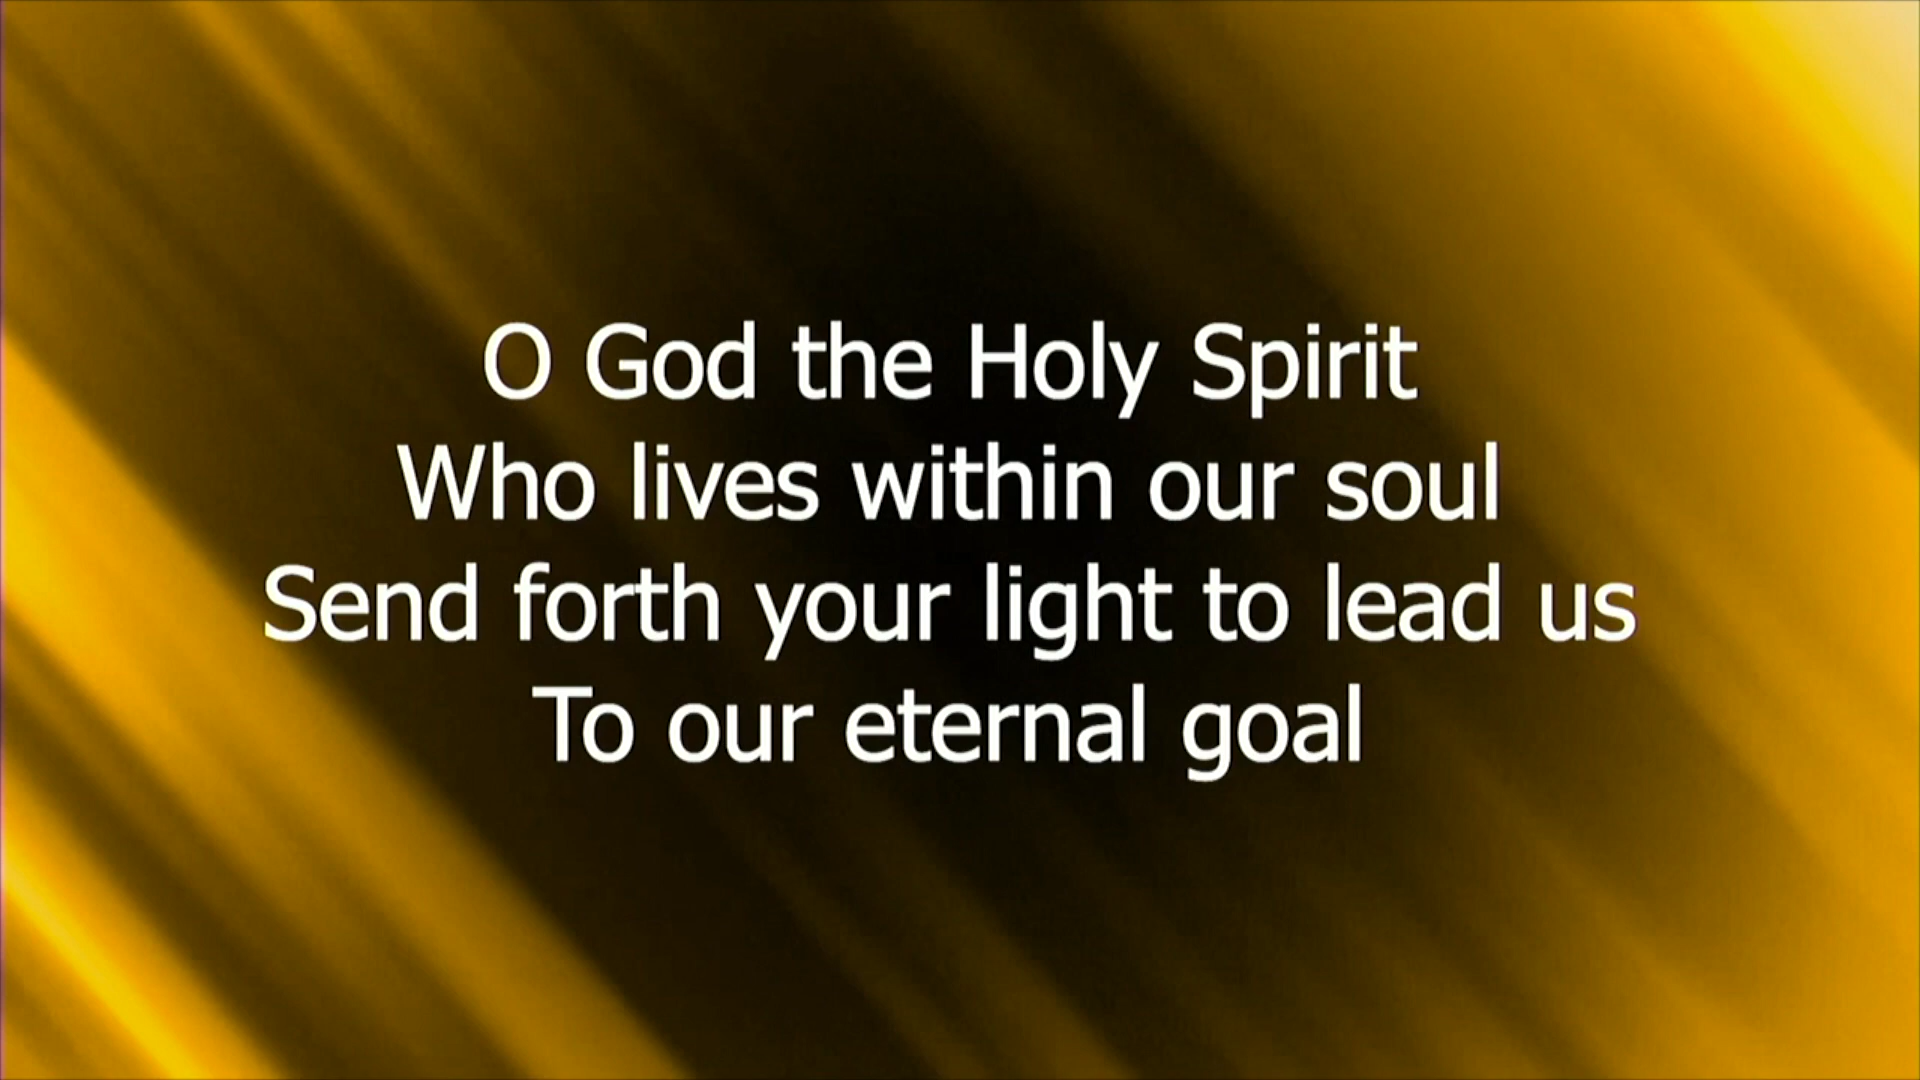 O God the Holy Spirit
Who lives within our soul
Send forth your light to lead us
To our eternal goal